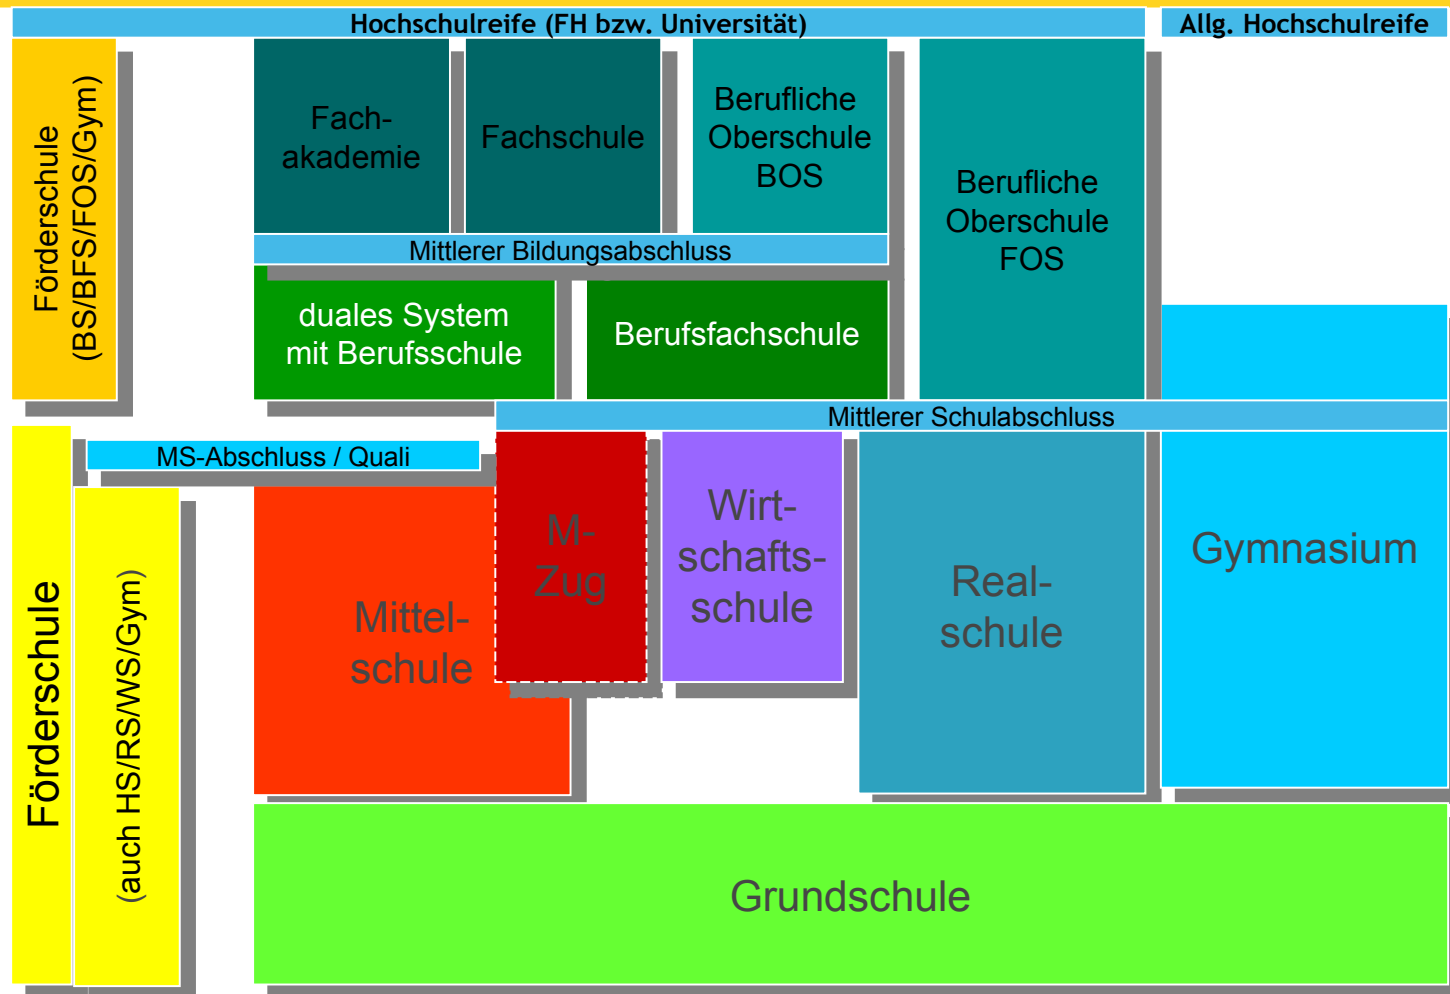 Hochschulreife (FH bzw. Universität)
Allg. Hochschulreife
Förderschule
(BS/BFS/FOS/Gym)
Fach-
akademie
Fachschule
Berufliche
Oberschule
BOS
Berufliche
Oberschule
FOS
Mittlerer Bildungsabschluss
duales System
mit Berufsschule
Berufsfachschule
Mittlerer Schulabschluss
MS-Abschluss / Quali
Förderschule
(auch HS/RS/WS/Gym)
Mittel-
schule
M-
Zug
Wirt-
schafts-
schule
Real-
schule
Gymnasium
Grundschule